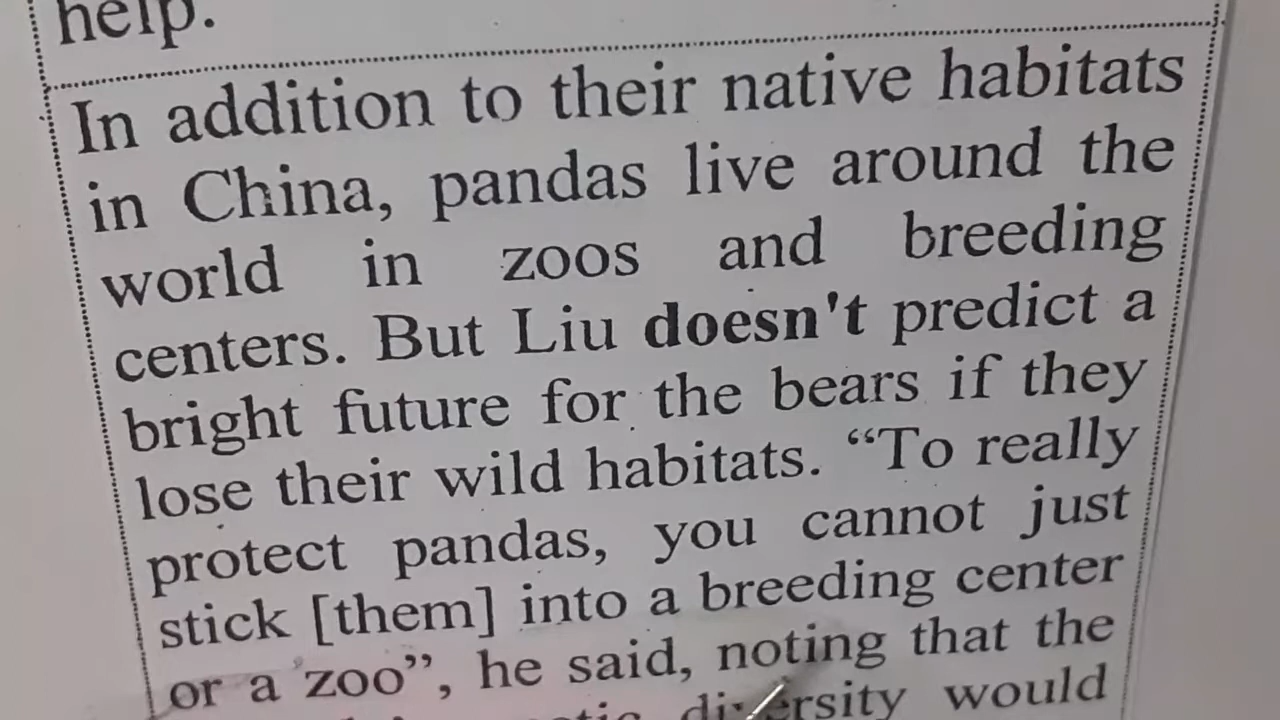 help.
In addition to their native habitats
in China, pandas live around the
world in zoos and breeding
centers. But Liu doesn't predict a
bright future for the bears if they
lose their wild habitats. “To really
protect pandas, you cannot just
stick [them] into a breeding center
or a zoo”, he said, noting that the
diversity would